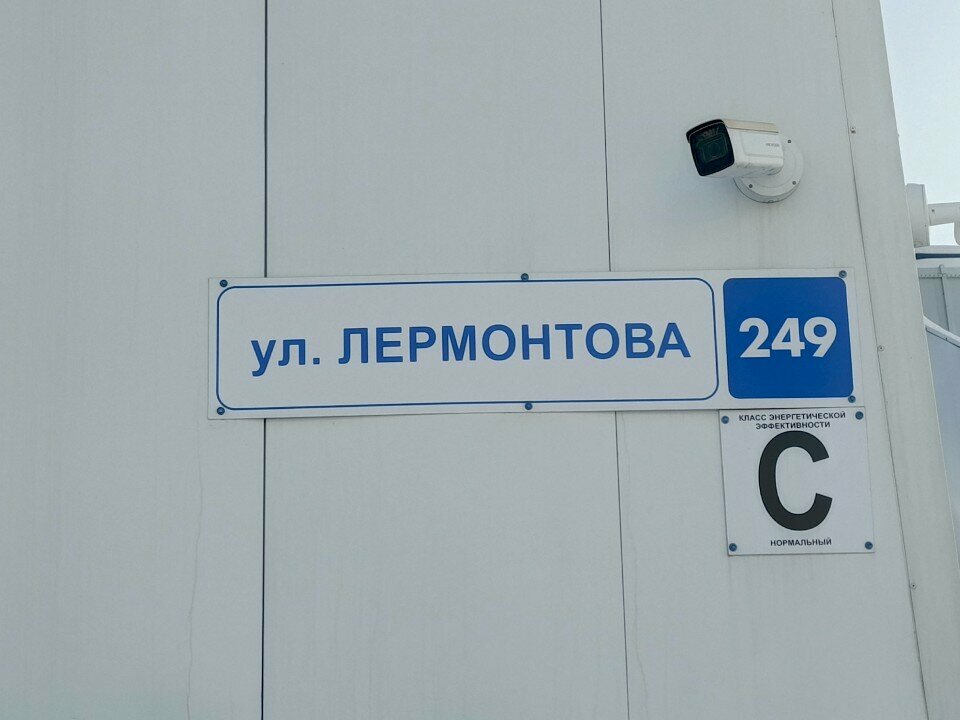 ул. ЛЕРМОНТОВА
249
КЛАСС ЭНЕРГЕТИЧЕСКОЙ
ЭФФЕКТИВНОСТИ
С
НОРМАЛЬНЫЙ